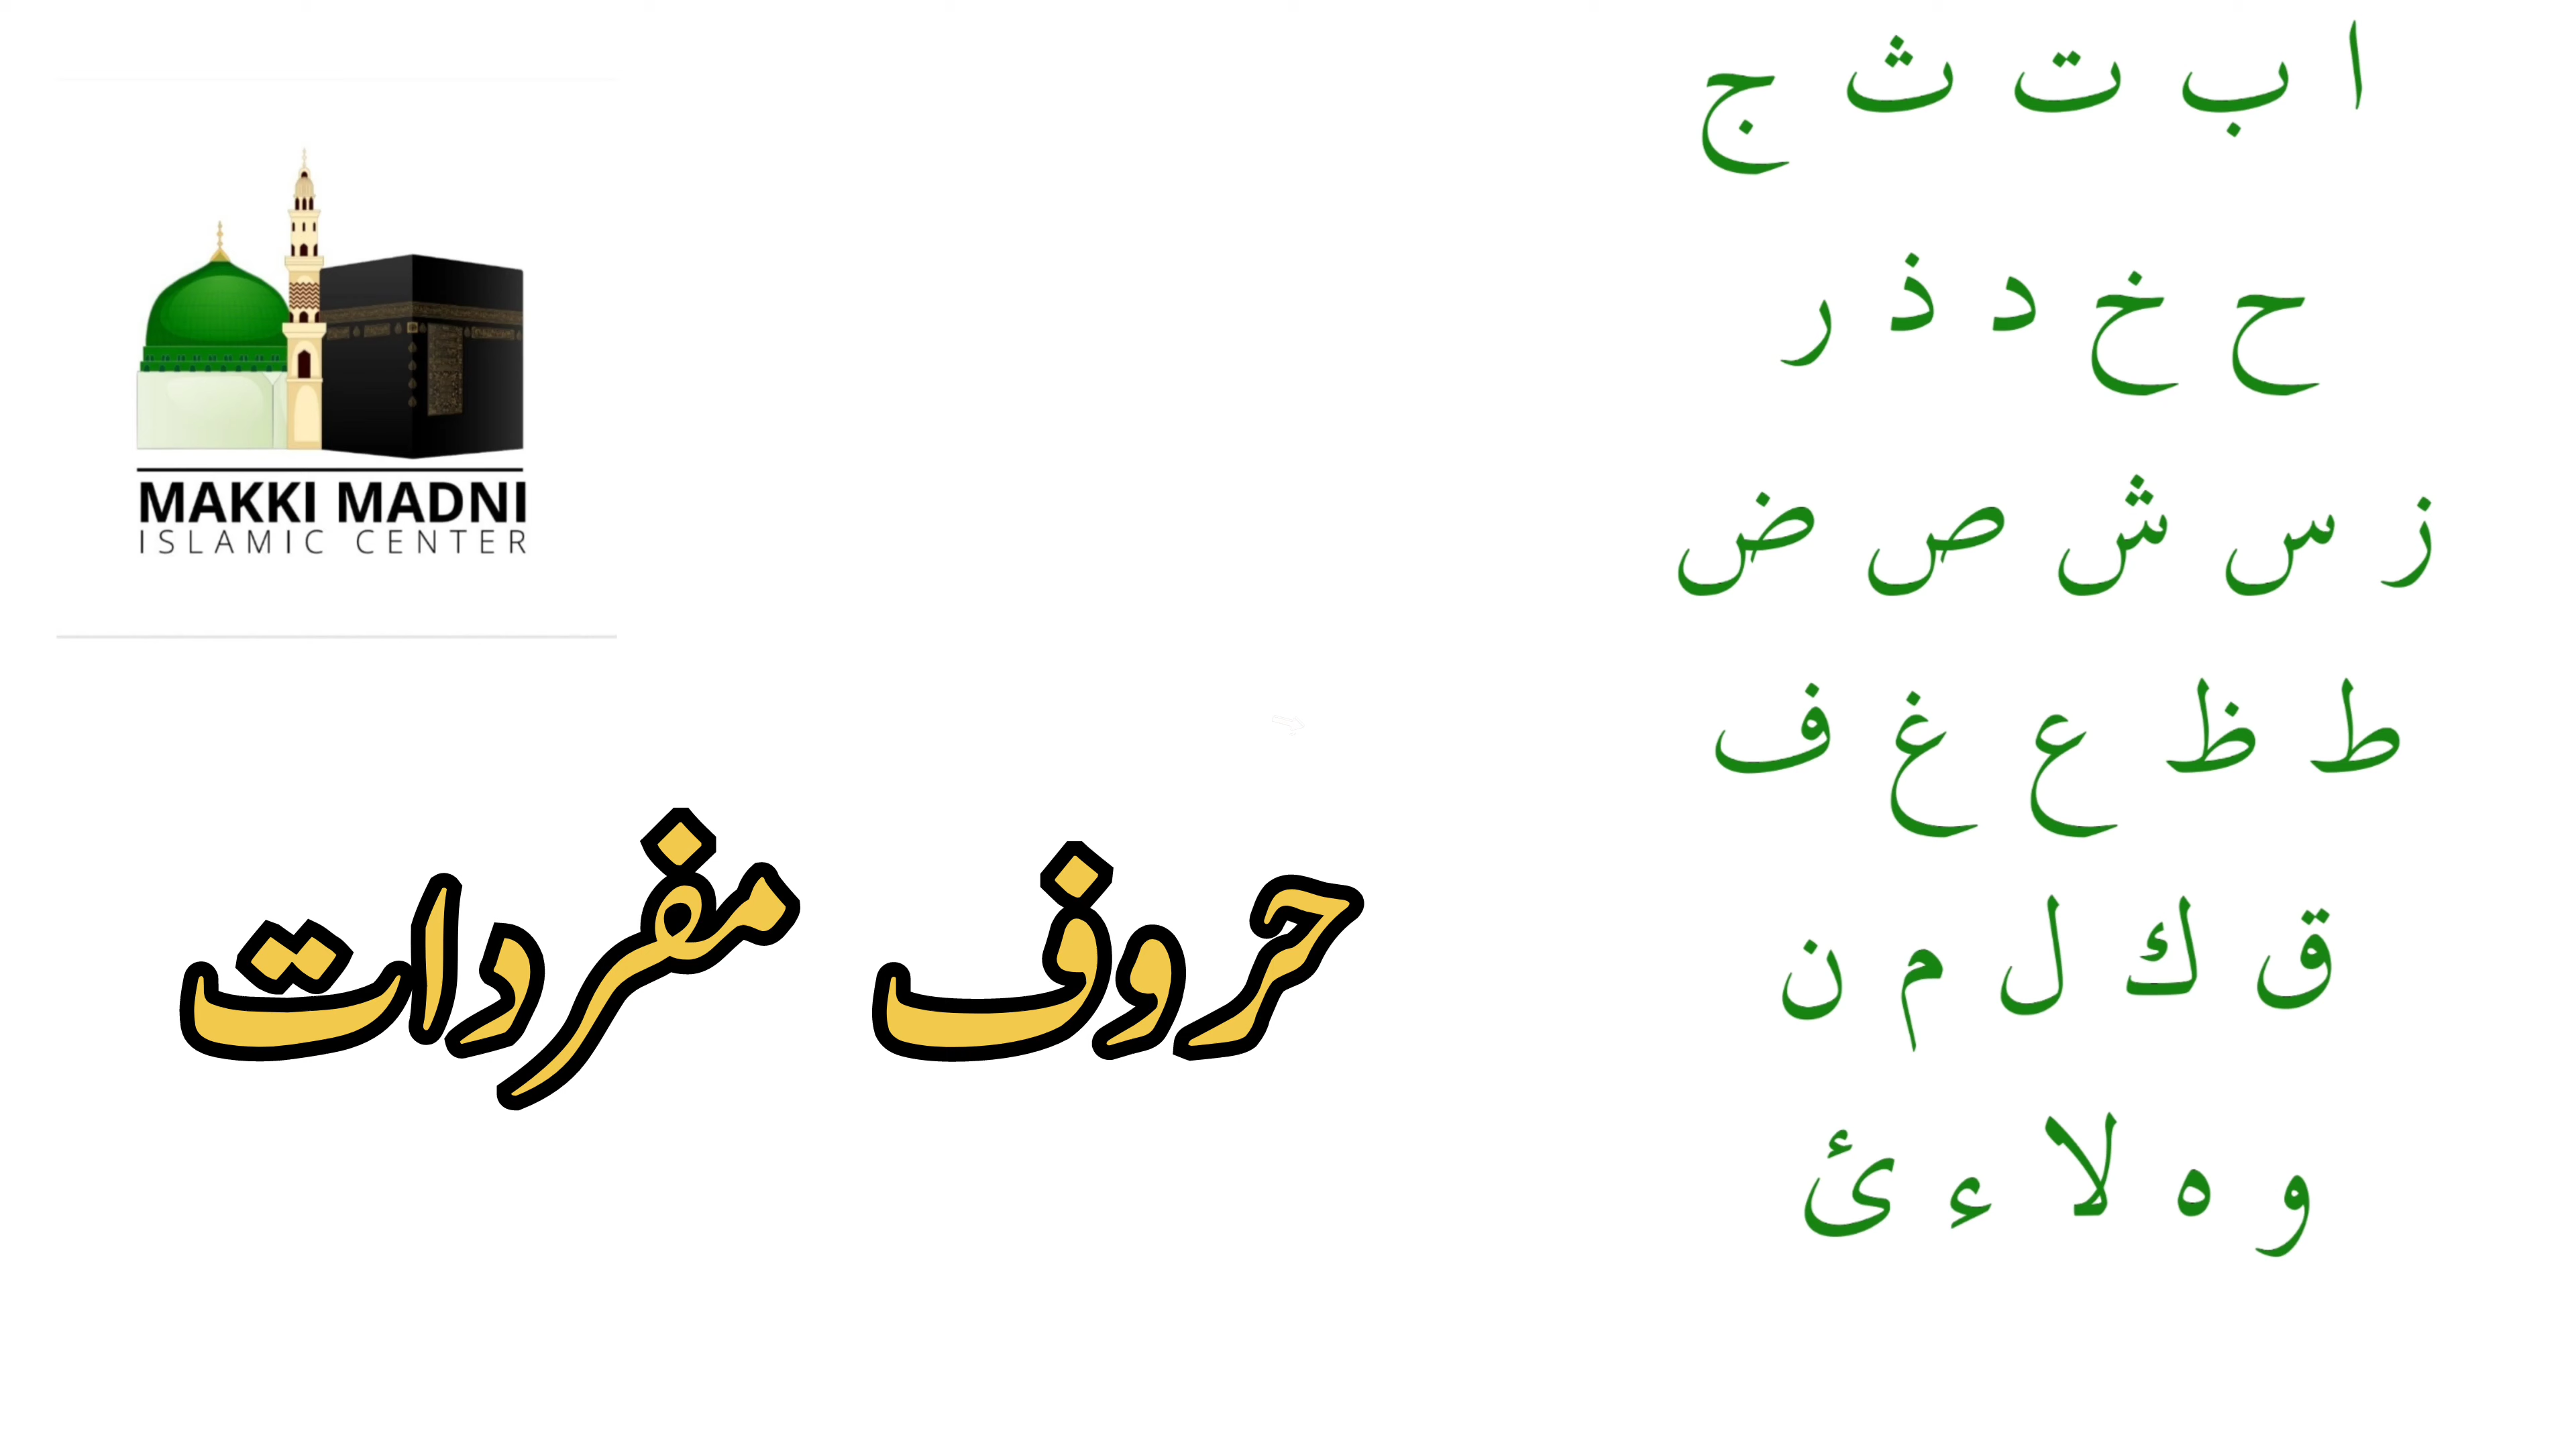 MAKKI MADNI
ISLAMIC CENTER
حروف مفردات
ا ب ت ث ج
ح خ د ذ ر
ز س ش ص ض
ط ظ ع غ ف
ق ك ل م ن
و ه لا ء ئ